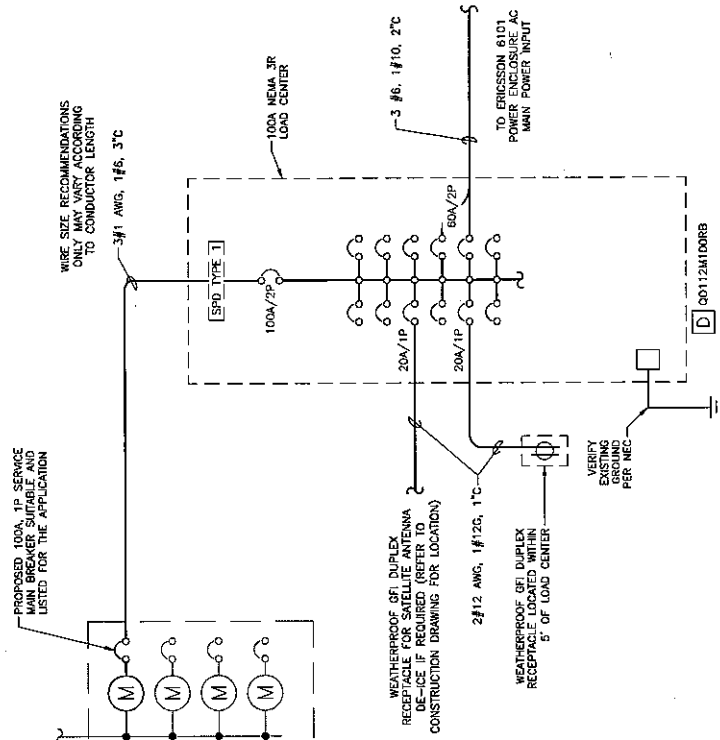 PROPOSED 100A, 1P SERVICE
MAIN BREAKER SUITABLE AND
LISTED FOR THE APPLICATION
M
M
M
M
WIRE SIZE RECOMMENDATIONS
ONLY MAY VARY ACCORDING
TO CONDUCTOR LENGTH
3#1 AWG, 1#6, 3"C
100A NEMA 3R
LOAD CENTER
SPD TYPE 1
100A/2P
60A/2P
20A/1P
20A/1P
3 #6, 1#10, 2"C
TO ERICSSON 6101
POWER ENCLOSURE AC
MAIN POWER INPUT
WEATHERPROOF GFI DUPLEX
RECEPTACLE FOR SATELLITE ANTENNA
DE-ICE IF REQUIRED (REFER TO
CONSTRUCTION DRAWING FOR LOCATION)
2#12 AWG, 1#12G, 1"C
WEATHERPROOF GFI DUPLEX
RECEPTACLE LOCATED WITHIN
5' OF LOAD CENTER
VERIFY
EXISTING
GROUND
PER NEC
D QO112M100RB